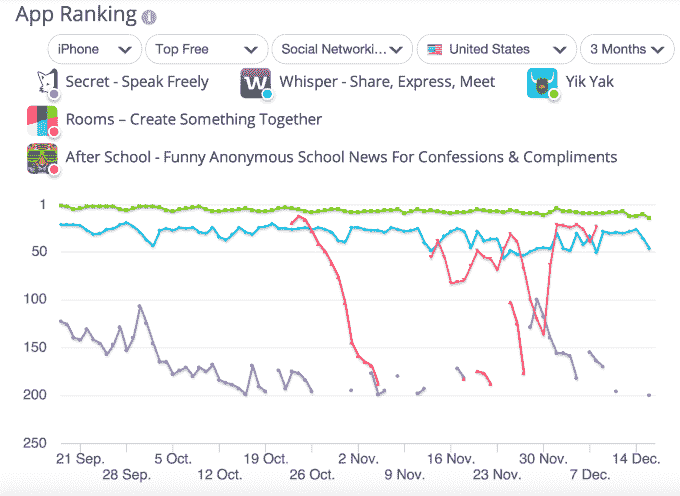 App Ranking i
iPhone Top Free Social Networki... United States 3 Months
Secret - Speak Freely W Whisper - Share, Express, Meet Yik Yak
Rooms – Create Something Together
After School - Funny Anonymous School News For Confessions & Compliments
1
50
100
150
200
250
21 Sep. 5 Oct. 19 Oct. 2 Nov. 16 Nov. 30 Nov. 14 Dec.
28 Sep. 12 Oct. 26 Oct. 9 Nov. 23 Nov. 7 Dec.